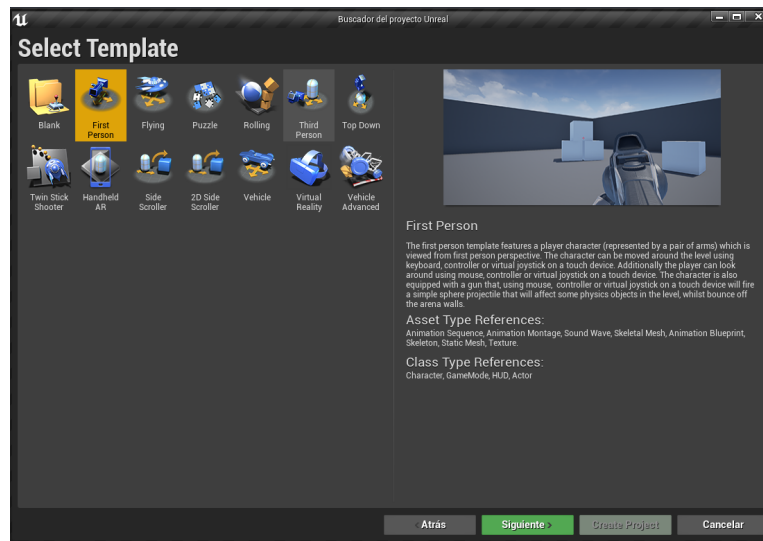 Buscador del proyecto Unreal
Select Template
Blank
First
Person
Flying
Puzzle
Rolling
Third
Person
Top Down
Twin Stick
Shooter
Handheld
AR
Side
Scroller
2D Side
Scroller
Vehicle
Virtual
Reality
Vehicle
Advanced
First Person
The first person template features a player character (represented by a pair of arms) which is
viewed from first person perspective. The character can be moved around the level using
keyboard, controller or virtual joystick on a touch device. Additionally the player can look
around using mouse, controller or virtual joystick on a touch device. The character is also
equipped with a gun that, using mouse, controller or virtual joystick on a touch device will fire
a simple sphere projectile that will affect some physics objects in the level, whilst bounce off
the arena walls.
Asset Type References:
Animation Sequence, Animation Montage, Sound Wave, Skeletal Mesh, Animation Blueprint,
Skeleton, Static Mesh, Texture.
Class Type References:
Character, GameMode, HUD, Actor
< Atrás
Siguiente >
Create Project
Cancelar